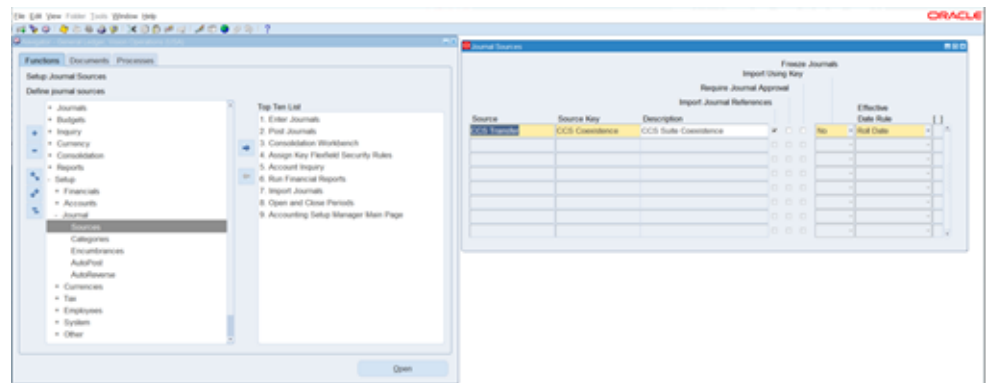 File Edit View Folder Tools Window Help
ORACLE
Functions Documents Processes
Setup:Journal:Sources
Define journal sources
+ Journals
+ Budgets
+ Inquiry
+ Currency
+ Consolidation
+ Reports
- Setup
+ Financials
+ Accounts
- Journal
Sources
Categories
Encumbrances
AutoPost
AutoReverse
+ Currencies
+ Tax
+ Employees
+ System
+ Other
Top Ten List
1. Enter Journals
2. Post Journals
3. Consolidation Workbench
4. Assign Key Flexfield Security Rules
5. Account Inquiry
6. Run Financial Reports
7. Import Journals
8. Open and Close Periods
9. Accounting Setup Manager Main Page
Open
Journal Sources
Freeze Journals
Import Using Key
Require Journal Approval
Import Journal References
Effective
Source Source Key Description Date Rule [ ]
CCS Transfer CCS Coexistence CCS Suite Coexistence No Roll Date